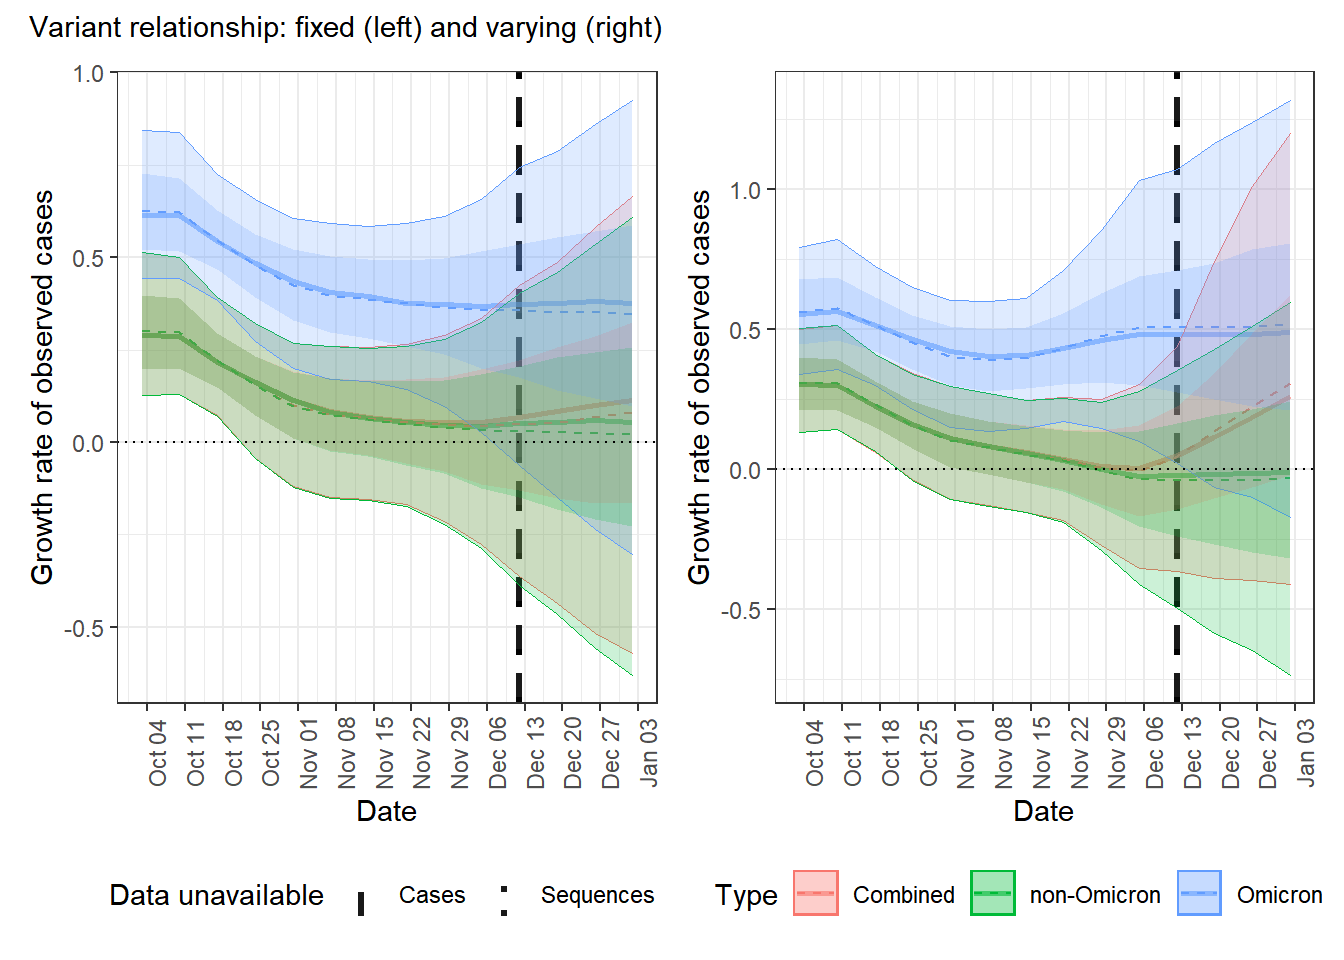 Variant relationship: fixed (left) and varying (right)
Growth rate of observed cases
1.0
0.5
0.0
-0.5
Oct 04
Oct 11
Oct 18
Oct 25
Nov 01
Nov 08
Nov 15
Nov 22
Nov 29
Dec 06
Dec 13
Dec 20
Dec 27
Jan 03
Date
Growth rate of observed cases
1.0
0.5
0.0
-0.5
Oct 04
Oct 11
Oct 18
Oct 25
Nov 01
Nov 08
Nov 15
Nov 22
Nov 29
Dec 06
Dec 13
Dec 20
Dec 27
Jan 03
Date
Data unavailable Cases Sequences
Type Combined non-Omicron Omicron